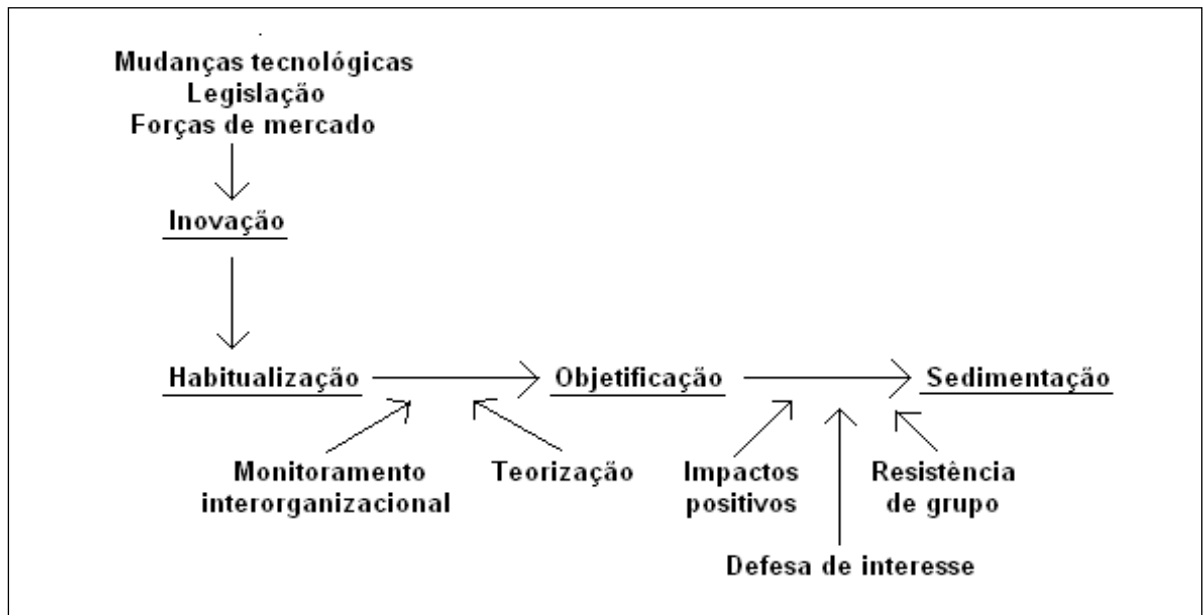 Mudanças tecnológicas
Legislação
Forças de mercado
Inovação
Habitualização
Objetificação
Sedimentação
Monitoramento
interorganizacional
Teorização
Impactos
positivos
Resistência
de grupo
Defesa de interesse